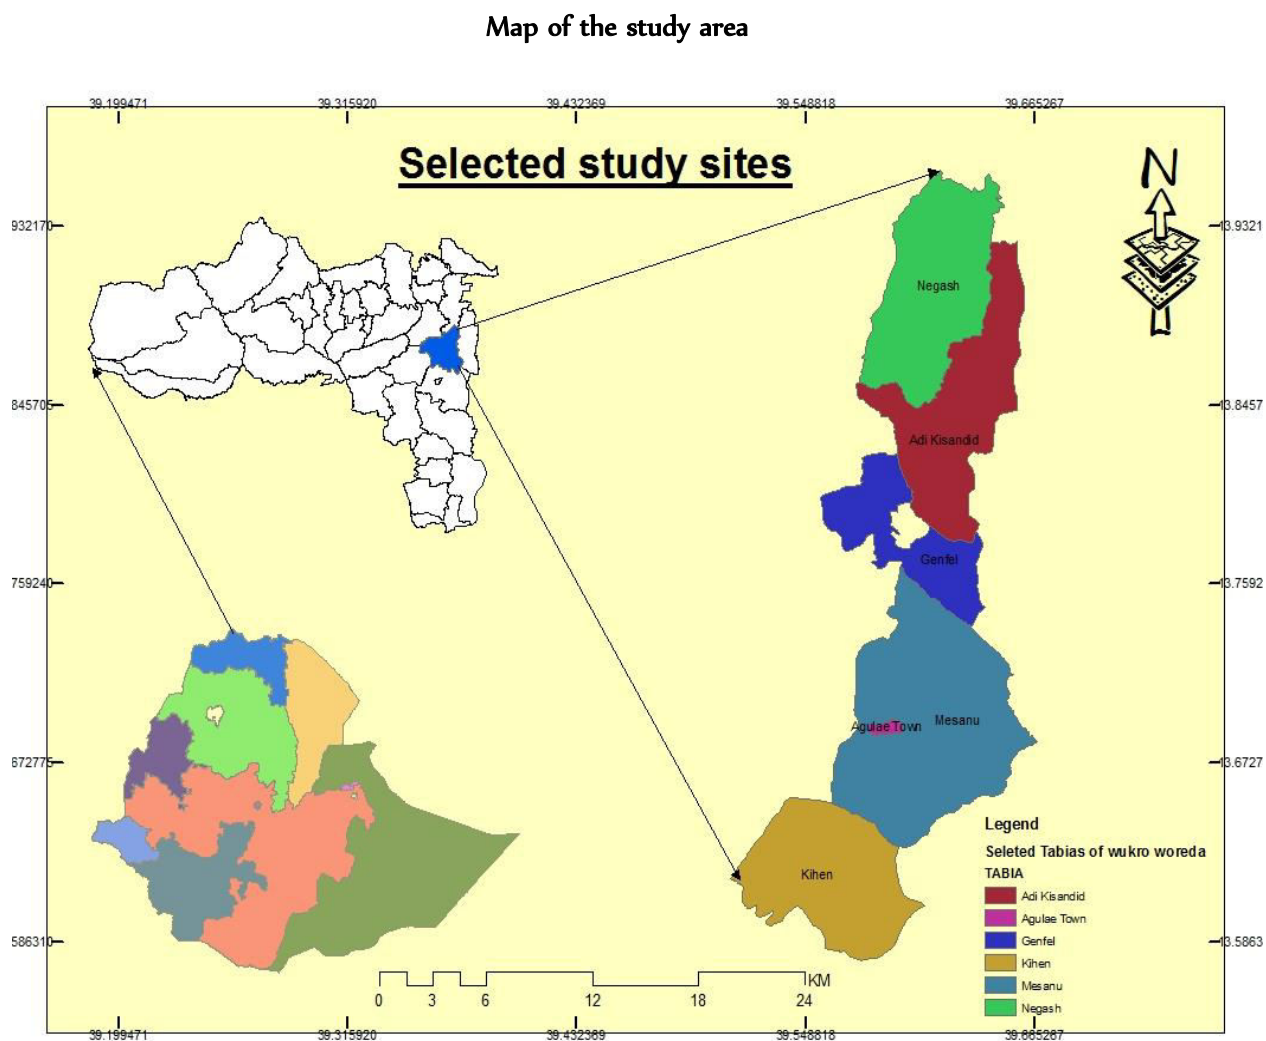 Map of the study area
39.199471 39.315920 39.432369 39.548818 39.665267
Selected study sites
N
932170 13.9321
Negash
845705 13.8457
Adi Kisandid
759240 13.7592
Genfel
Agulae Town Mesanu
672775 13.6727
Kihen
586310 13.5863
Legend
Seleted Tabias of wukro woreda
TABIA
Adi Kisandid
Agulae Town
Genfel
Kihen
Mesanu
Negash
KM
0 3 6 12 18 24
39.199471 39.315920 39.432369 39.548818 39.665267